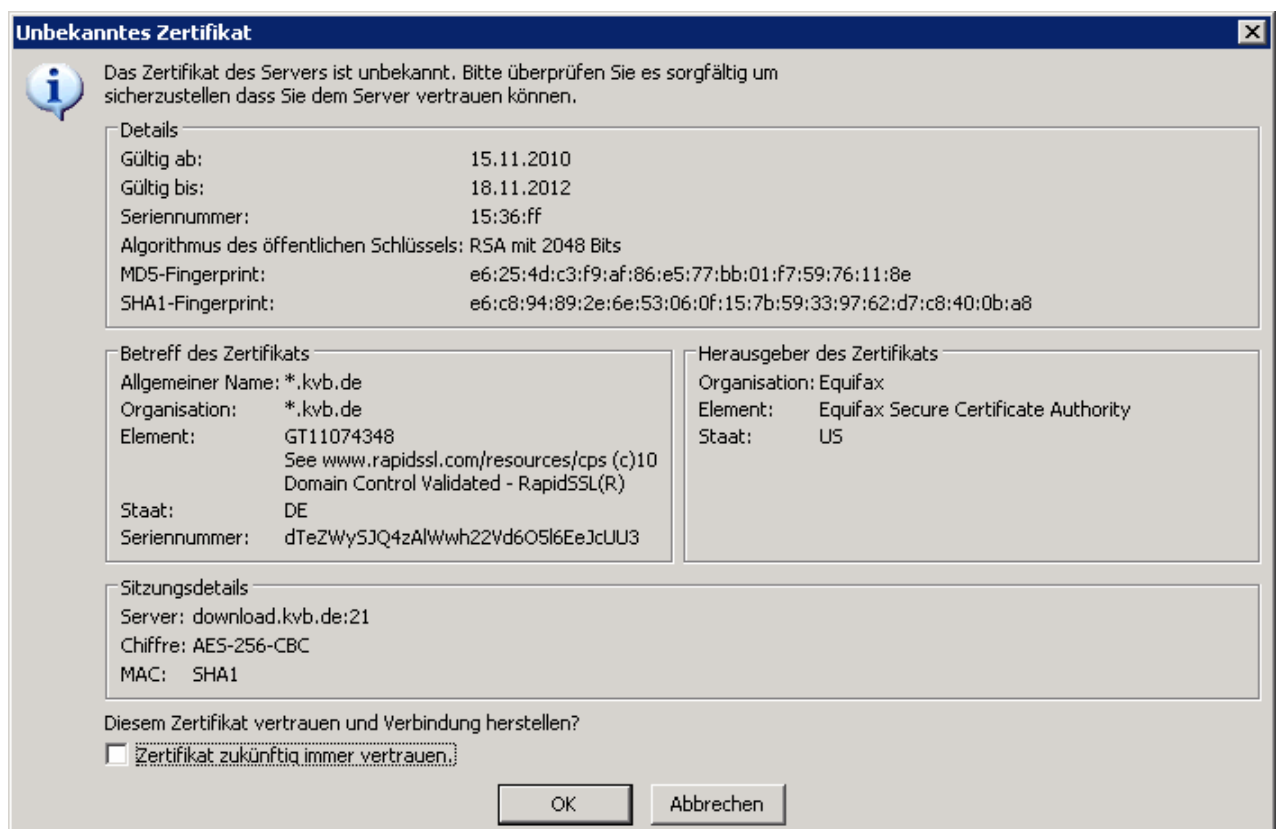 Unbekanntes Zertifikat
Das Zertifikat des Servers ist unbekannt. Bitte überprüfen Sie es sorgfältig um
sicherzustellen dass Sie dem Server vertrauen können.
Details
Gültig ab: 15.11.2010
Gültig bis: 18.11.2012
Seriennummer: 15:36:ff
Algorithmus des öffentlichen Schlüssels: RSA mit 2048 Bits
MD5-Fingerprint: e6:25:4d:c3:f9:af:86:e5:77:bb:01:f7:59:76:11:8e
SHA1-Fingerprint: e6:c8:94:89:2e:6e:53:06:0f:15:7b:59:33:97:62:d7:c8:40:0b:a8
Betreff des Zertifikats
Allgemeiner Name: *.kvb.de
Organisation: *.kvb.de
Element: GT11074348
See www.rapidssl.com/resources/cps (c)10
Domain Control Validated - RapidSSL(R)
Staat: DE
Seriennummer: dTeZWySJQ4zAlWwh22Vd6O5l6EeJcUU3
Herausgeber des Zertifikats
Organisation: Equifax
Element: Equifax Secure Certificate Authority
Staat: US
Sitzungsdetails
Server: download.kvb.de:21
Chiffre: AES-256-CBC
MAC: SHA1
Diesem Zertifikat vertrauen und Verbindung herstellen?
Zertifikat zukünftig immer vertrauen.
OK
Abbrechen